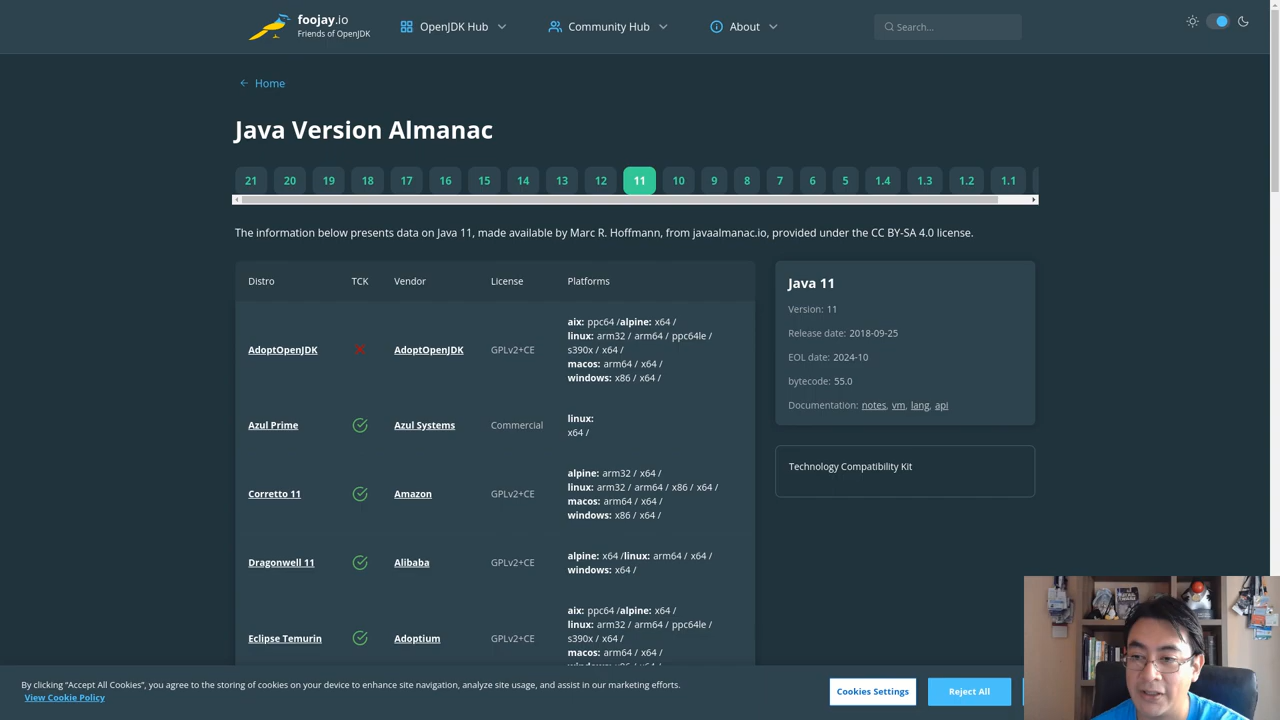 foojay.io
Friends of OpenJDK
OpenJDK Hub
Community Hub
About
Search...
Home
Java Version Almanac
21 20 19 18 17 16 15 14 13 12 11 10 9 8 7 6 5 1.4 1.3 1.2 1.1
The information below presents data on Java 11, made available by Marc R. Hoffmann, from javaalmanac.io, provided under the CC BY-SA 4.0 license.
Distro TCK Vendor License Platforms
AdoptOpenJDK AdoptOpenJDK GPLv2+CE
aix: ppc64 /alpine: x64 /
linux: arm32 / arm64 / ppc64le /
s390x / x64 /
macos: arm64 / x64 /
windows: x86 / x64 /
Azul Prime Azul Systems Commercial
linux:
x64 /
Corretto 11 Amazon GPLv2+CE
alpine: arm32 / x64 /
linux: arm32 / arm64 / x86 / x64 /
macos: arm64 / x64 /
windows: x86 / x64 /
Dragonwell 11 Alibaba GPLv2+CE
alpine: x64 /linux: arm64 / x64 /
windows: x64 /
Eclipse Temurin Adoptium GPLv2+CE
aix: ppc64 /alpine: x64 /
linux: arm32 / arm64 / ppc64le /
s390x / x64 /
macos: arm64 / x64 /
windows: x86 / x64 /
Java 11
Version: 11
Release date: 2018-09-25
EOL date: 2024-10
bytecode: 55.0
Documentation: notes, vm, lang, api
Technology Compatibility Kit
By clicking “Accept All Cookies”, you agree to the storing of cookies on your device to enhance site navigation, analyze site usage, and assist in our marketing efforts.
View Cookie Policy
Cookies Settings
Reject All